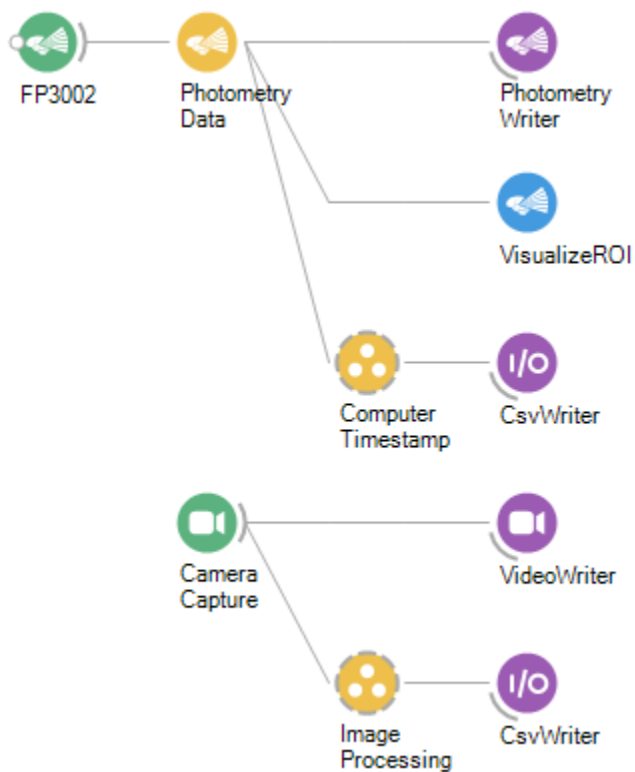 FP3002
Photometry
Data
Photometry
Writer
VisualizeROI
I/O
Computer
Timestamp
CsvWriter
Camera
Capture
VideoWriter
I/O
Image
Processing
CsvWriter